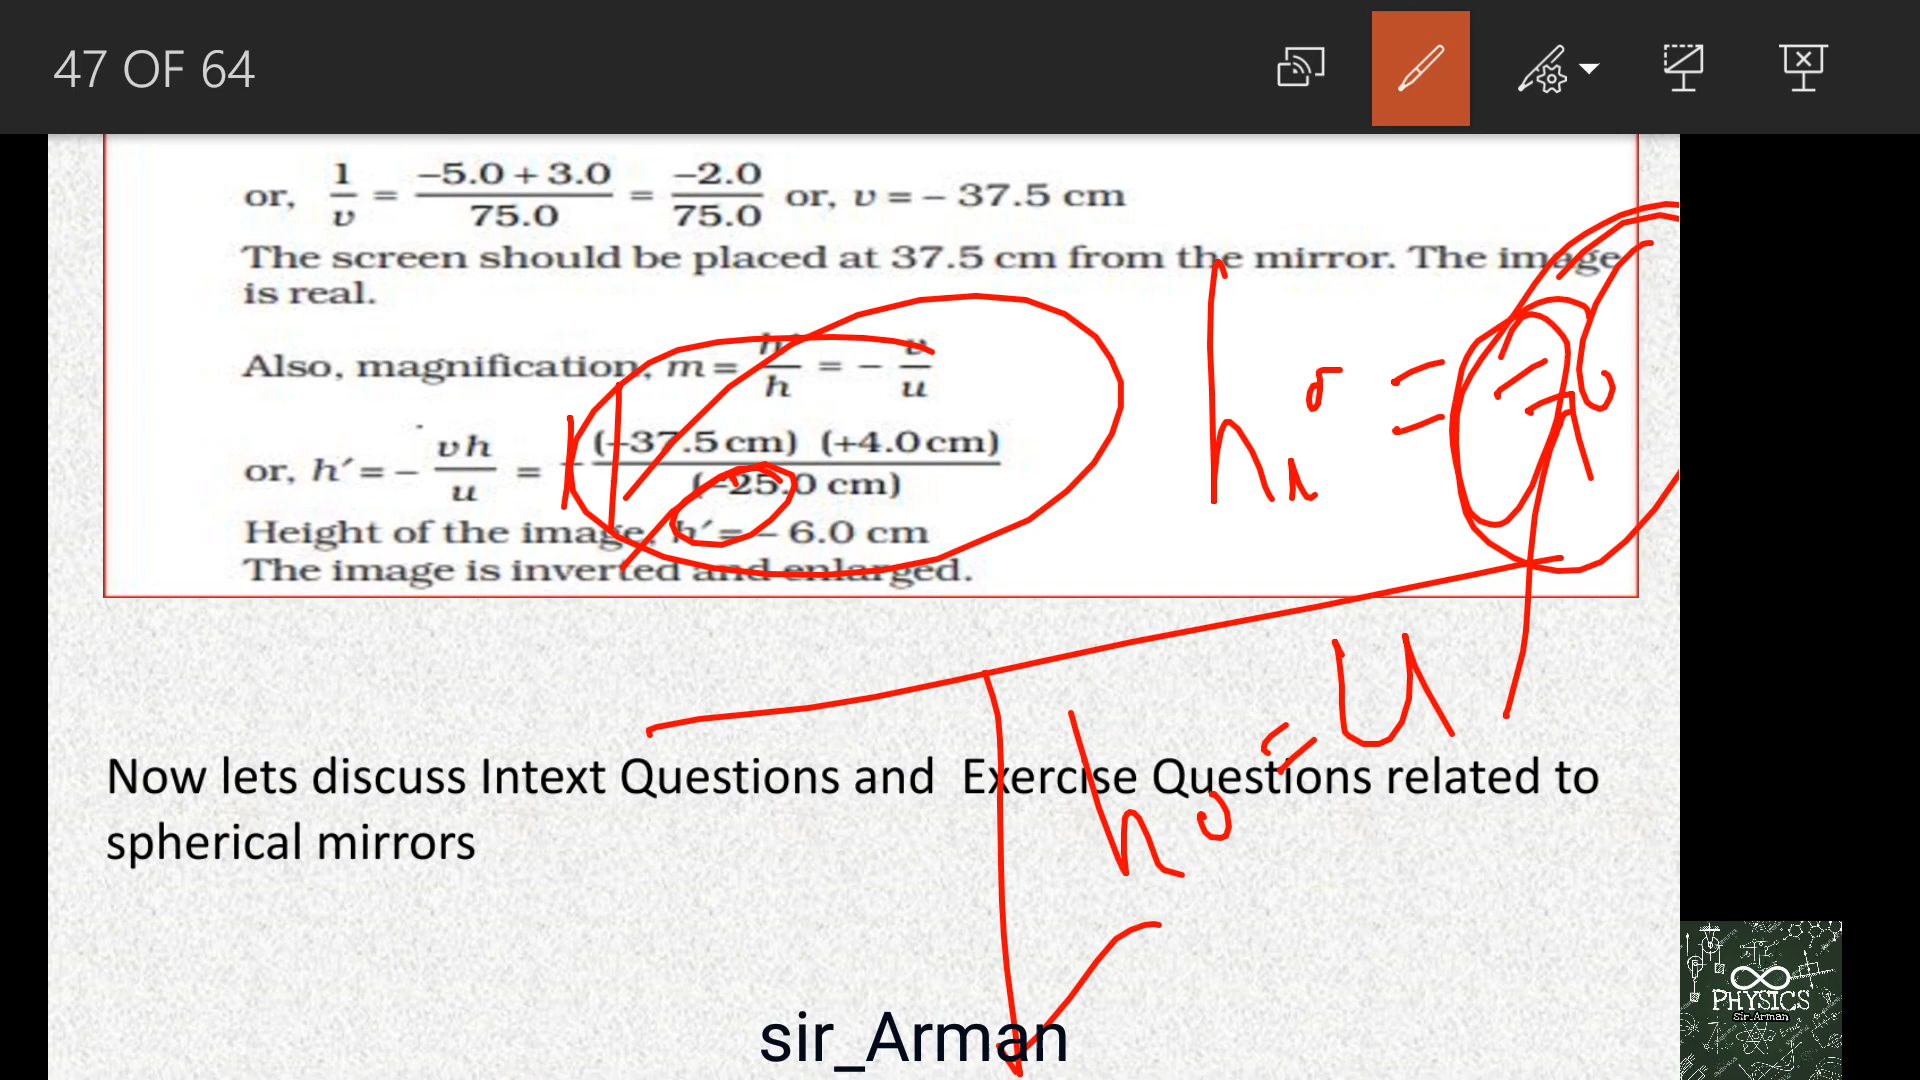 47 OF 64
or, 1/v = −5.0 + 3.0/75.0 = −2.0/75.0 or, v = − 37.5 cm
The screen should be placed at 37.5 cm from the mirror. The image
is real.
Also, magnification, m = h′/h = − v/u
or, h′ = − vh/u = − (−37.5 cm) (+4.0 cm)/(−25.0 cm)
Height of the image, h′ = − 6.0 cm
The image is inverted and enlarged.
Now lets discuss Intext Questions and Exercise Questions related to
spherical mirrors
sir_Arman
PHYSICS
Sir_Arman